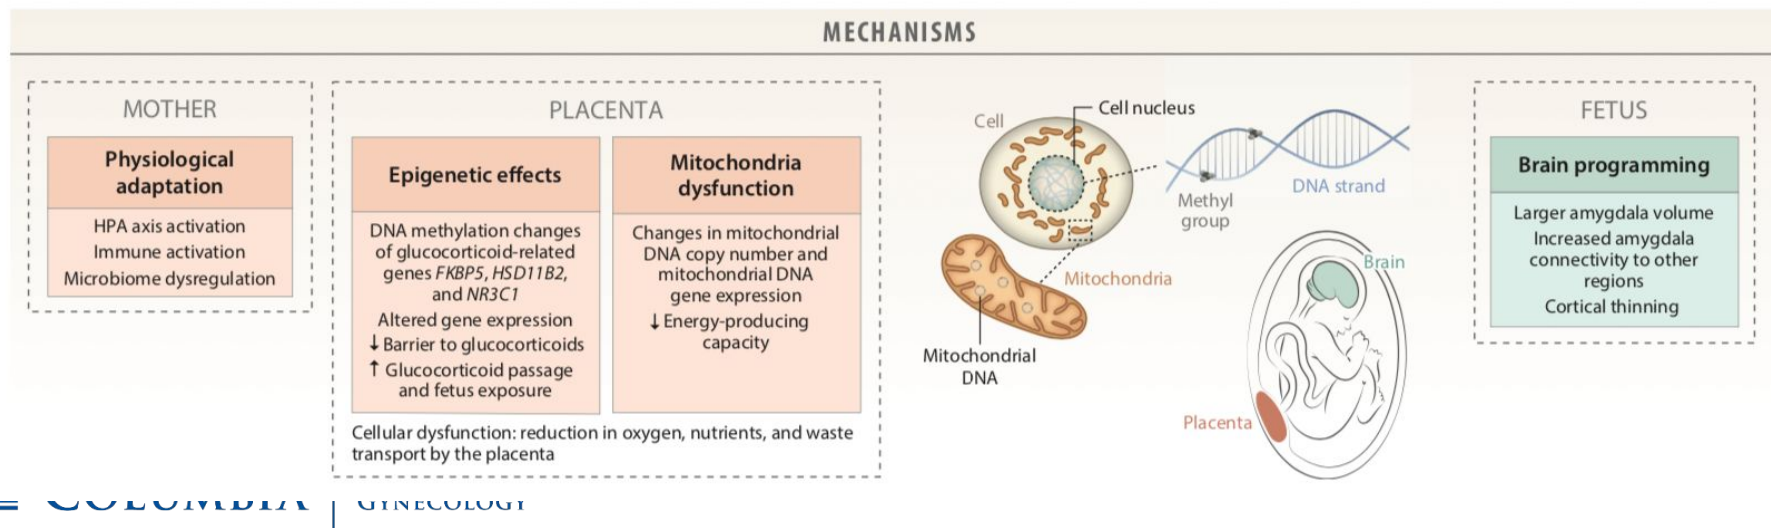 MECHANISMS
MOTHER
Physiological
adaptation
HPA axis activation
Immune activation
Microbiome dysregulation
PLACENTA
Epigenetic effects
DNA methylation changes
of glucocorticoid-related
genes FKBP5, HSD11B2,
and NR3C1
Altered gene expression
↓ Barrier to glucocorticoids
↑ Glucocorticoid passage
and fetus exposure
Mitochondria
dysfunction
Changes in mitochondrial
DNA copy number and
mitochondrial DNA
gene expression
↓ Energy-producing
capacity
Cellular dysfunction: reduction in oxygen, nutrients, and waste
transport by the placenta
Cell
Cell nucleus
Methyl
group
DNA strand
Mitochondria
Mitochondrial
DNA
Brain
Placenta
FETUS
Brain programming
Larger amygdala volume
Increased amygdala
connectivity to other
regions
Cortical thinning
COLUMBIA
GYNECOLOGY